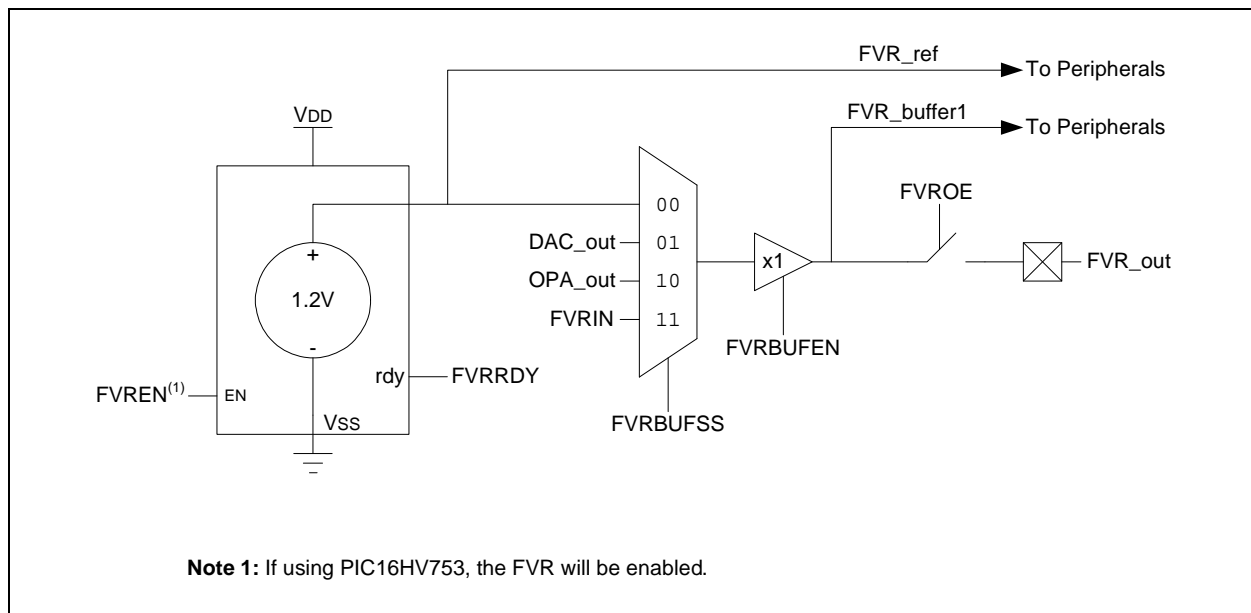 FVR_ref
To Peripherals
FVR_buffer1
To Peripherals
VDD
FVROE
00
DAC_out
01
x1
FVR_out
OPA_out
10
+
1.2V
-
FVRIN
11
FVRBUFEN
rdy
FVRRDY
FVREN(1)
EN
VSS
FVRBUFSS
Note 1: If using PIC16HV753, the FVR will be enabled.